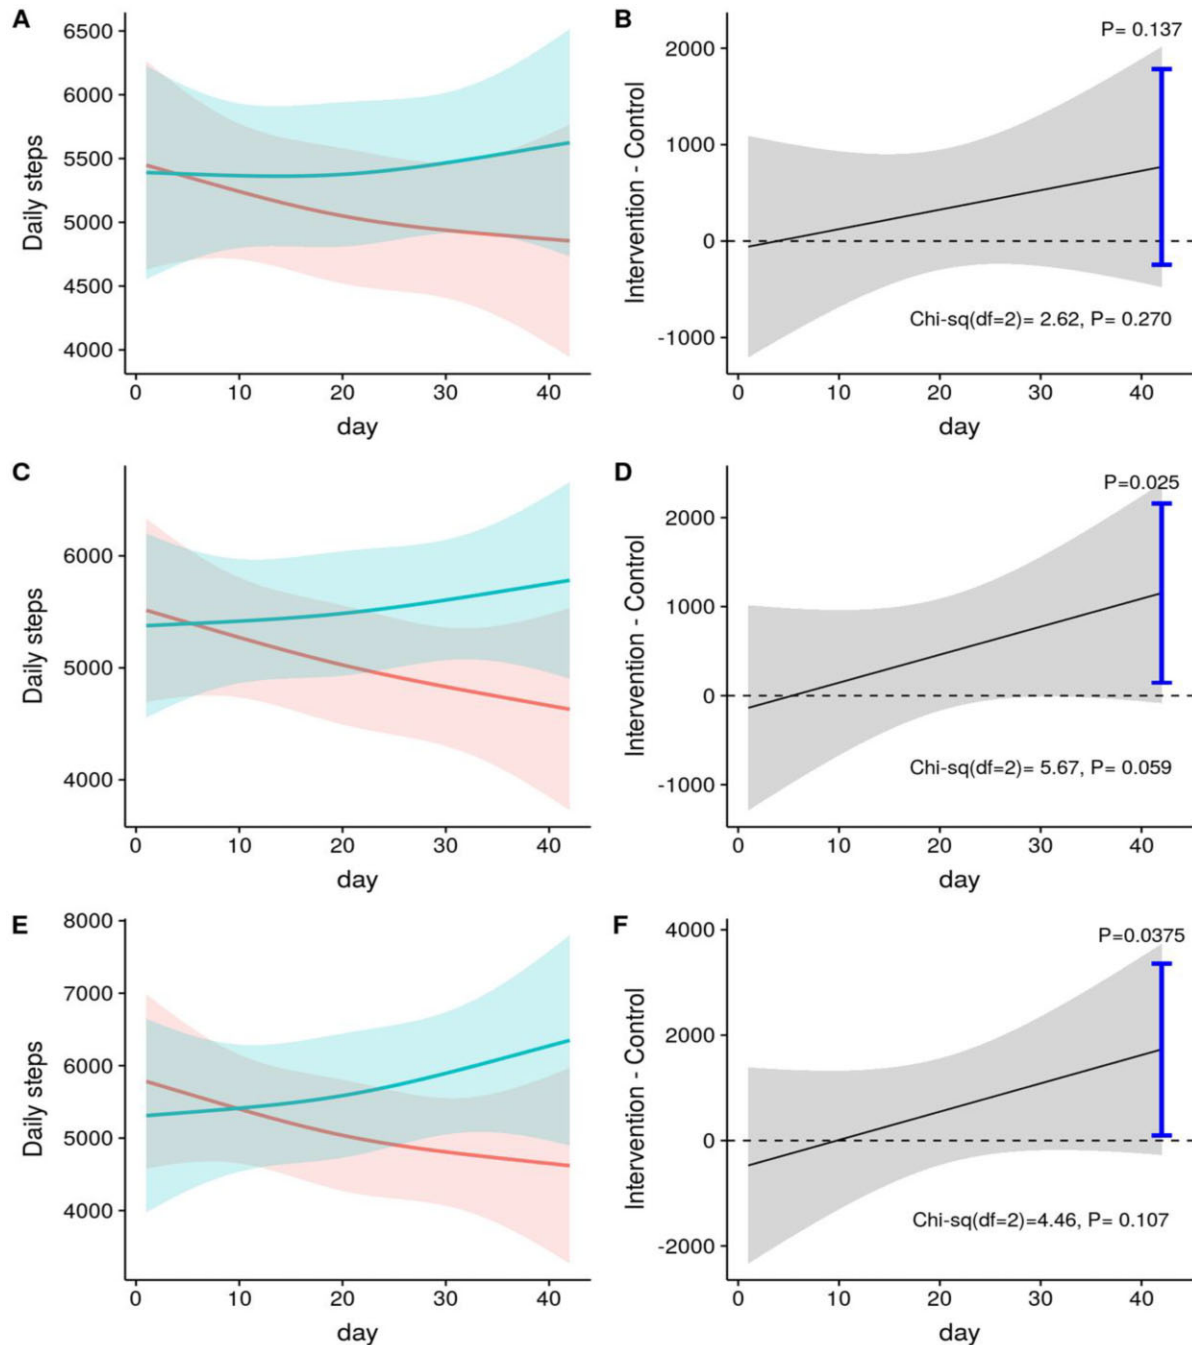 A
Daily steps
6500
6000
5500
5000
4500
4000
0 10 20 30 40
day
B
Intervention - Control
P= 0.137
2000
1000
0
-1000
Chi-sq(df=2)= 2.62, P= 0.270
0 10 20 30 40
day
C
Daily steps
6000
5000
4000
0 10 20 30 40
day
D
Intervention - Control
P=0.025
2000
1000
0
-1000
Chi-sq(df=2)= 5.67, P= 0.059
0 10 20 30 40
day
E
Daily steps
8000
7000
6000
5000
4000
0 10 20 30 40
day
F
Intervention - Control
P=0.0375
4000
2000
0
-2000
Chi-sq(df=2)=4.46, P= 0.107
0 10 20 30 40
day